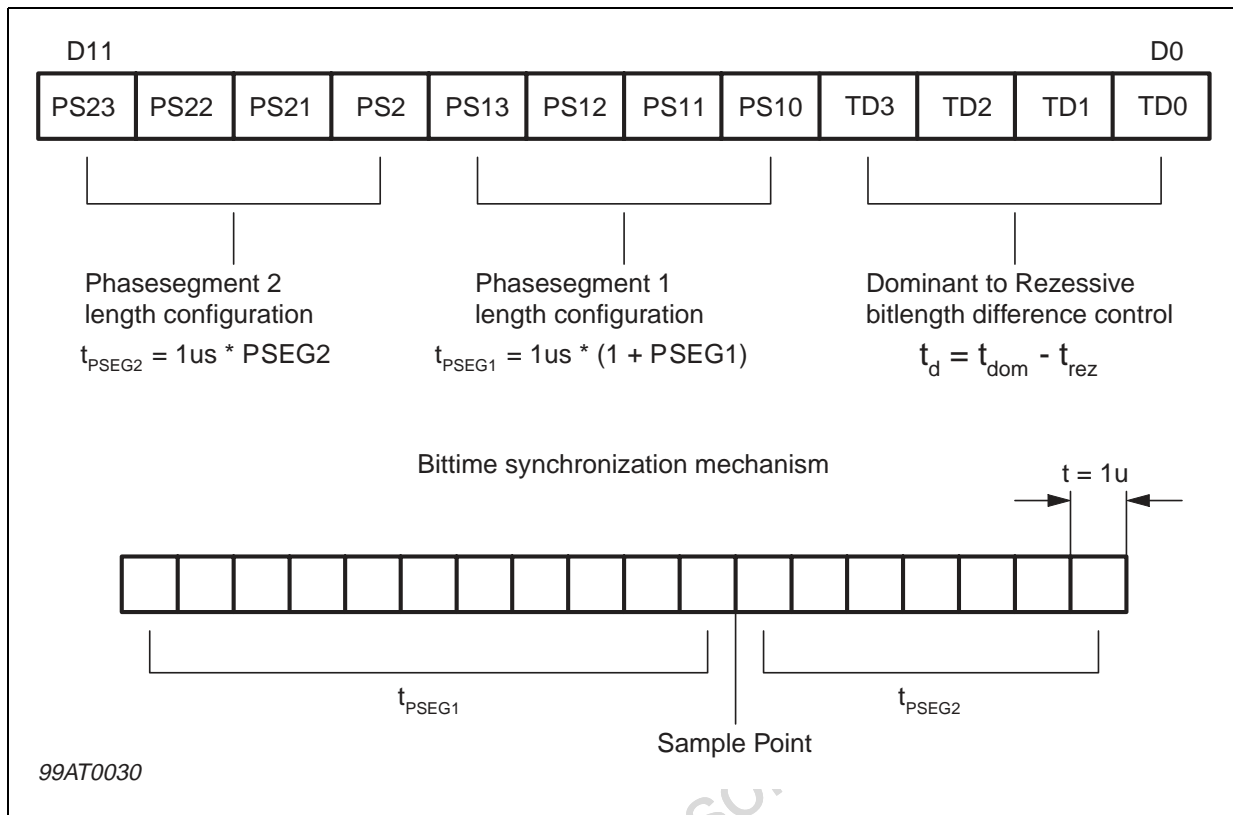 D11 D0
PS23 PS22 PS21 PS2 PS13 PS12 PS11 PS10 TD3 TD2 TD1 TD0
Phasesegment 2
length configuration
tPSEG2 = 1us * PSEG2
Phasesegment 1
length configuration
tPSEG1 = 1us * (1 + PSEG1)
Dominant to Rezessive
bitlength difference control
td = tdom - trez
Bittime synchronization mechanism
t = 1u
tPSEG1
tPSEG2
Sample Point
99AT0030